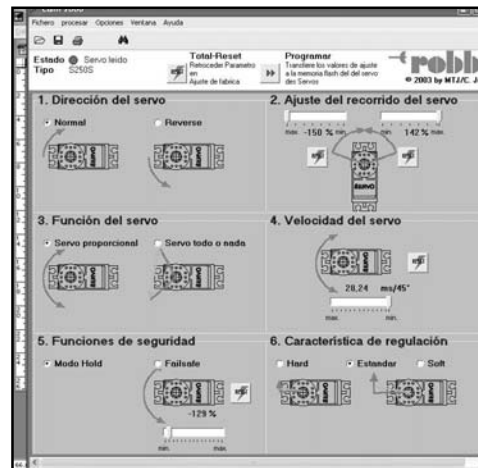 Fichero procesar Opciones Ventana Ayuda
Estado Servo leido
Tipo S250S
Total-Reset
Retroceder Parametro
en
Ajuste de fabrica
Programar
Transfiere los valores de ajuste
a la memoria flash del del servo
des Servos
robb
© 2003 by MTJ/C. J
1. Dirección del servo
Normal Reverse
2. Ajuste del recorrido del servo
max. -150 % min. 142 % max.
3. Función del servo
Servo proporcional Servo todo o nada
4. Velocidad del servo
28,24 ms/45°
max. min.
5. Funciones de seguridad
Modo Hold Failsafe
-129 %
min. max.
6. Característica de regulación
Hard Estandar Soft